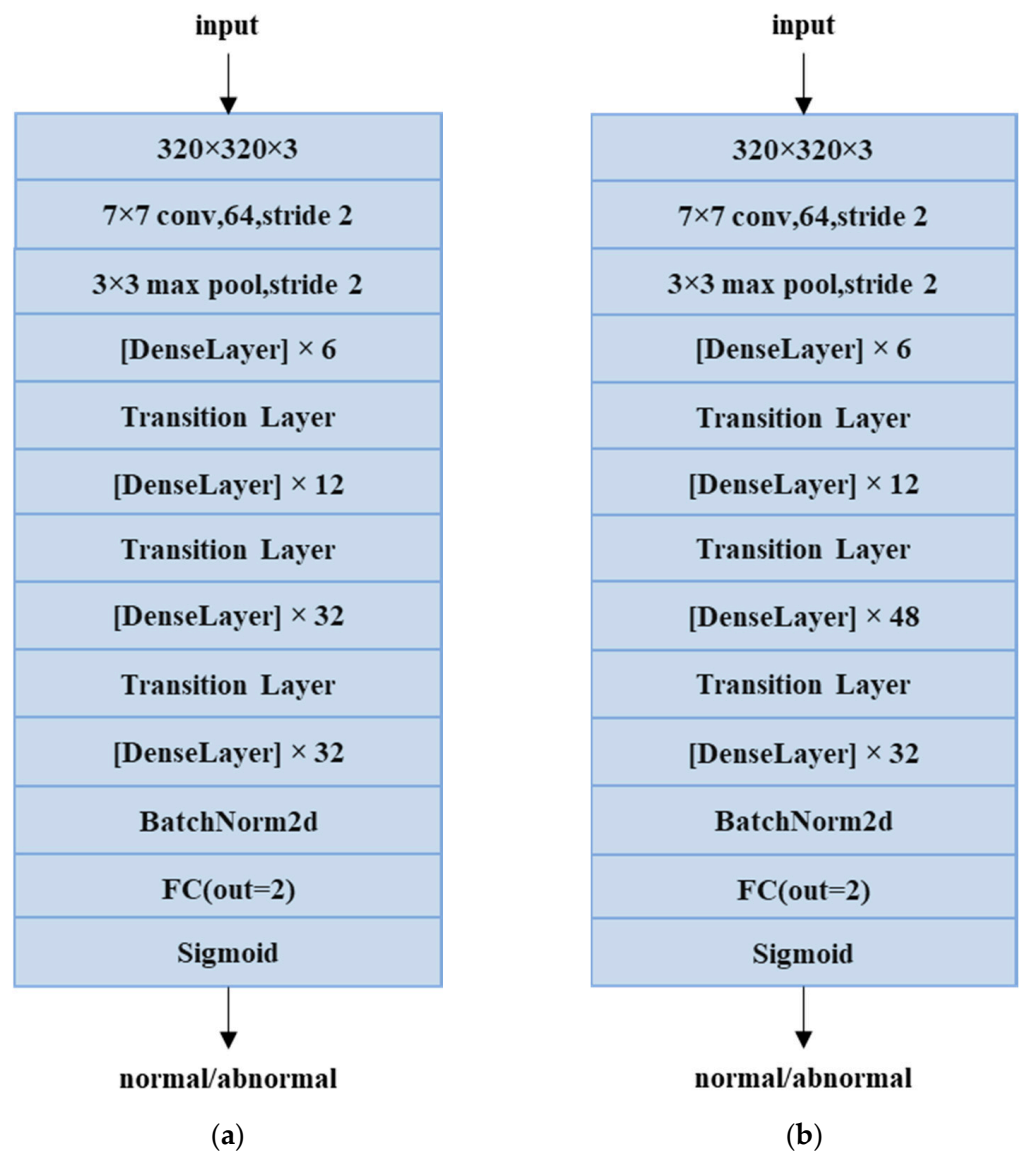 input
320×320×3
7×7 conv,64,stride 2
3×3 max pool,stride 2
[DenseLayer] × 6
Transition Layer
[DenseLayer] × 12
Transition Layer
[DenseLayer] × 32
Transition Layer
[DenseLayer] × 32
BatchNorm2d
FC(out=2)
Sigmoid
normal/abnormal
(a)
input
320×320×3
7×7 conv,64,stride 2
3×3 max pool,stride 2
[DenseLayer] × 6
Transition Layer
[DenseLayer] × 12
Transition Layer
[DenseLayer] × 48
Transition Layer
[DenseLayer] × 32
BatchNorm2d
FC(out=2)
Sigmoid
normal/abnormal
(b)